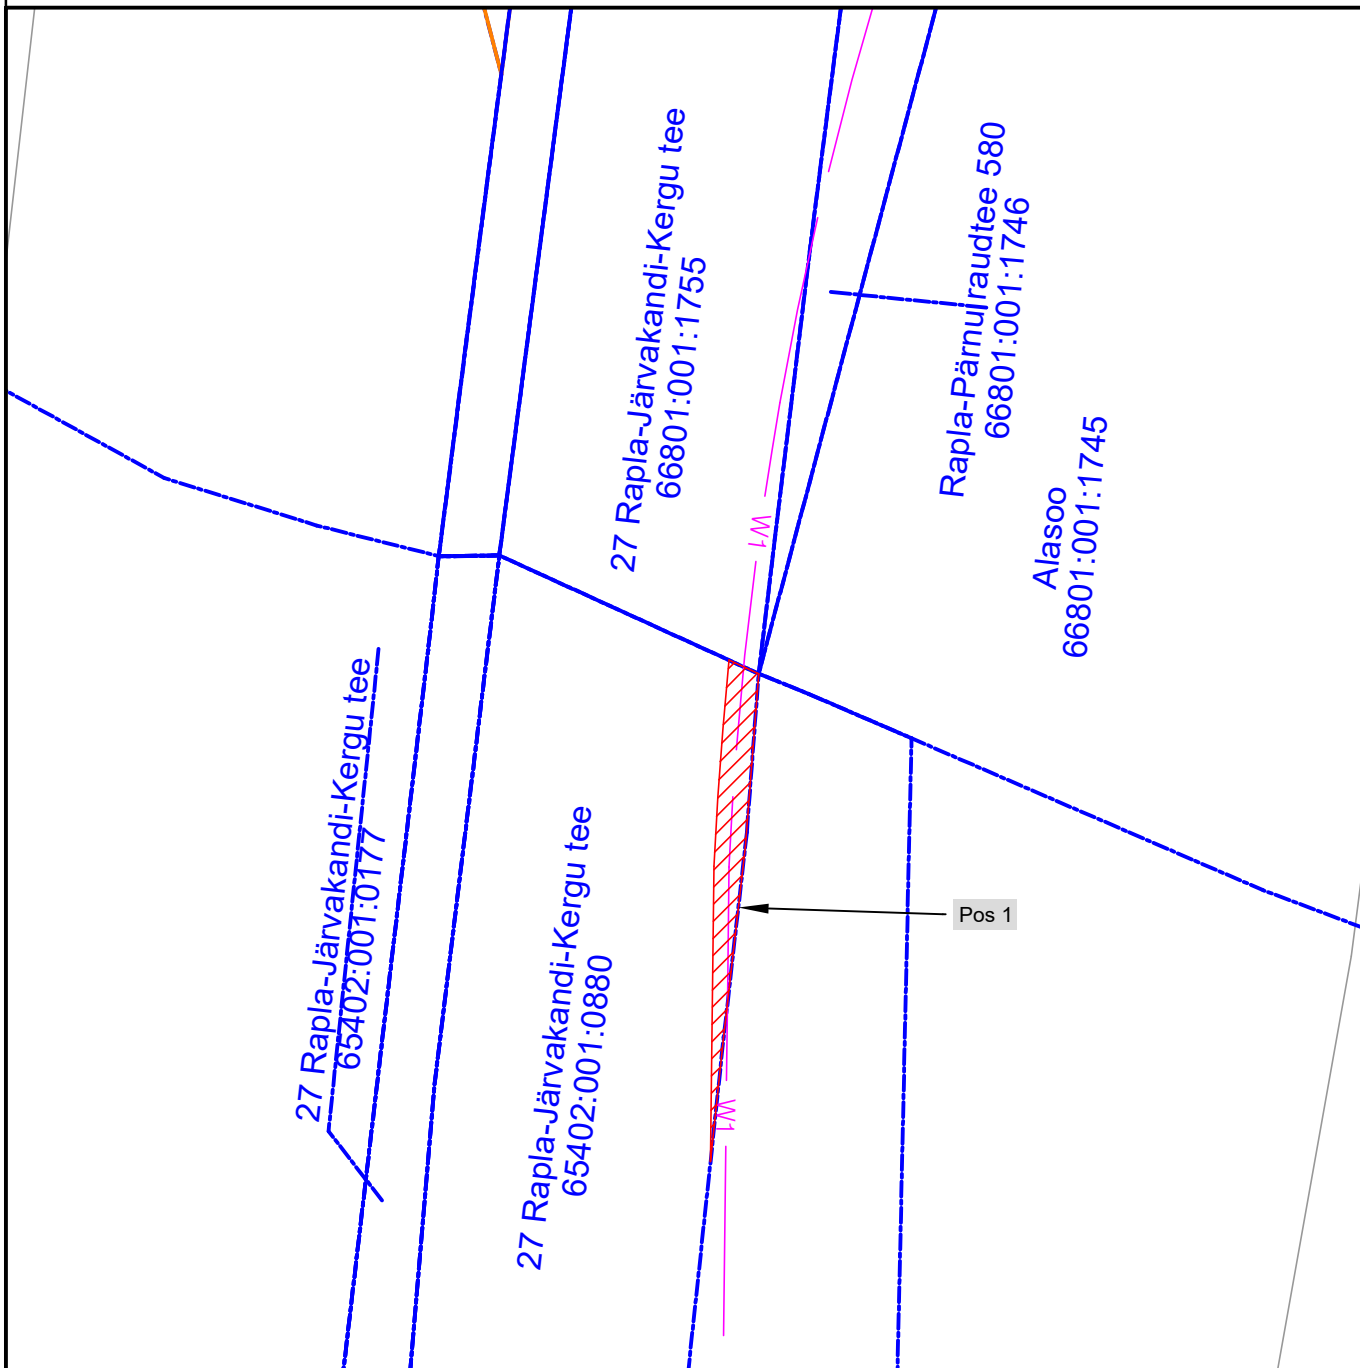 27 Rapla-Järvakandi-Kergu tee
66801:001:1755
Rapla-Pärnu raudtee 580
66801:001:1746
Alasoo
66801:001:1745
W1
27 Rapla-Järvakandi-Kergu tee
65402:001:0177
27 Rapla-Järvakandi-Kergu tee
65402:001:0880
Pos 1
W1